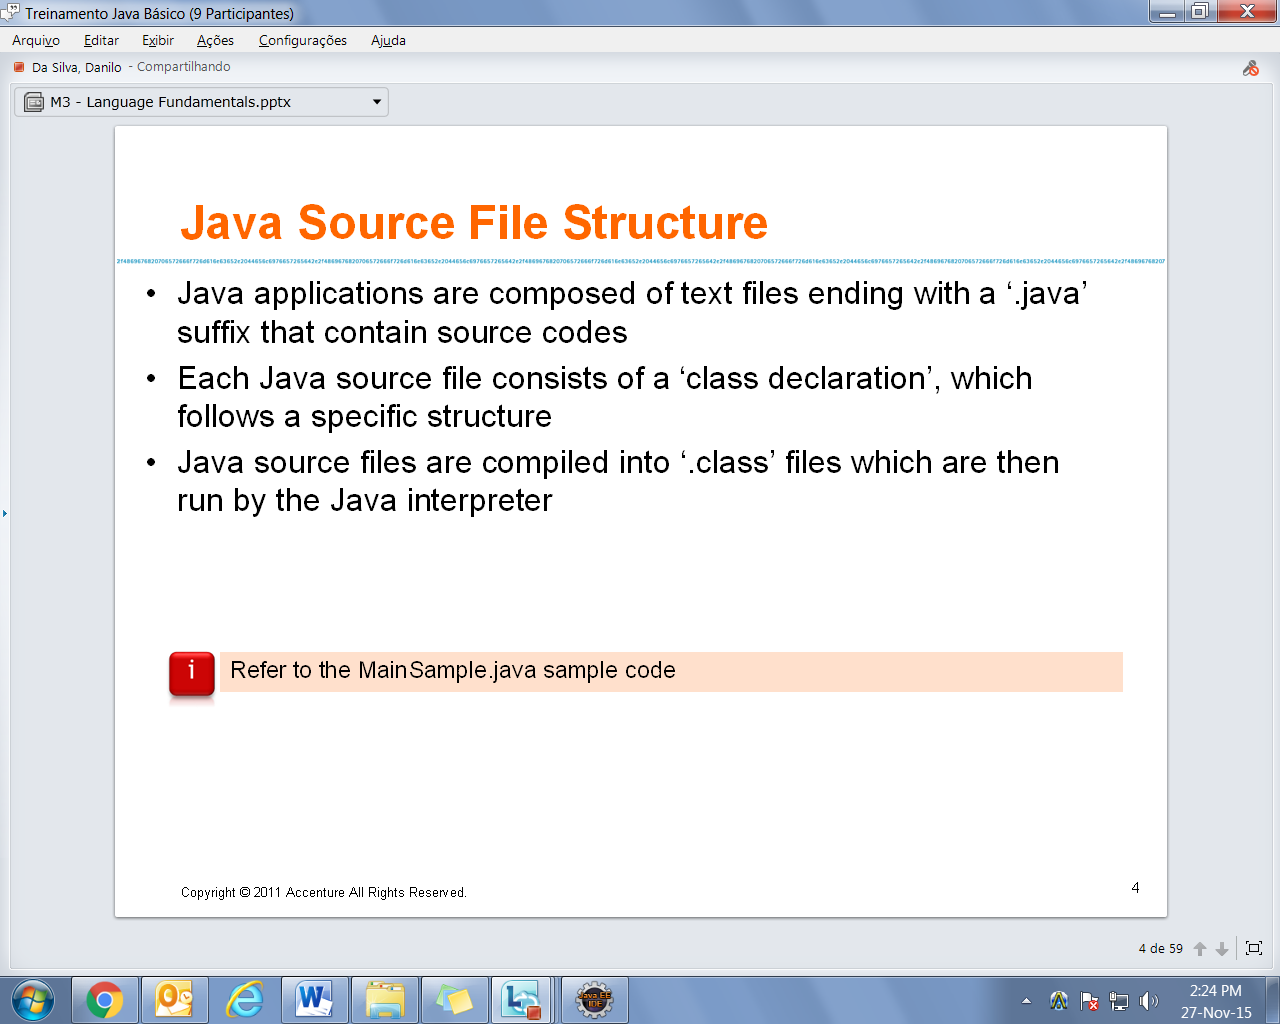 Treinamento Java Básico (9 Participantes)
Arquivo Editar Exibir Ações Configurações Ajuda
Da Silva, Danilo - Compartilhando
M3 - Language Fundamentals.pptx
Java Source File Structure
• Java applications are composed of text files ending with a ‘.java’
suffix that contain source codes
• Each Java source file consists of a ‘class declaration’, which
follows a specific structure
• Java source files are compiled into ‘.class’ files which are then
run by the Java interpreter
i Refer to the MainSample.java sample code
Copyright © 2011 Accenture All Rights Reserved.
4
4 de 59
Java EE
IDE
2:24 PM
27-Nov-15